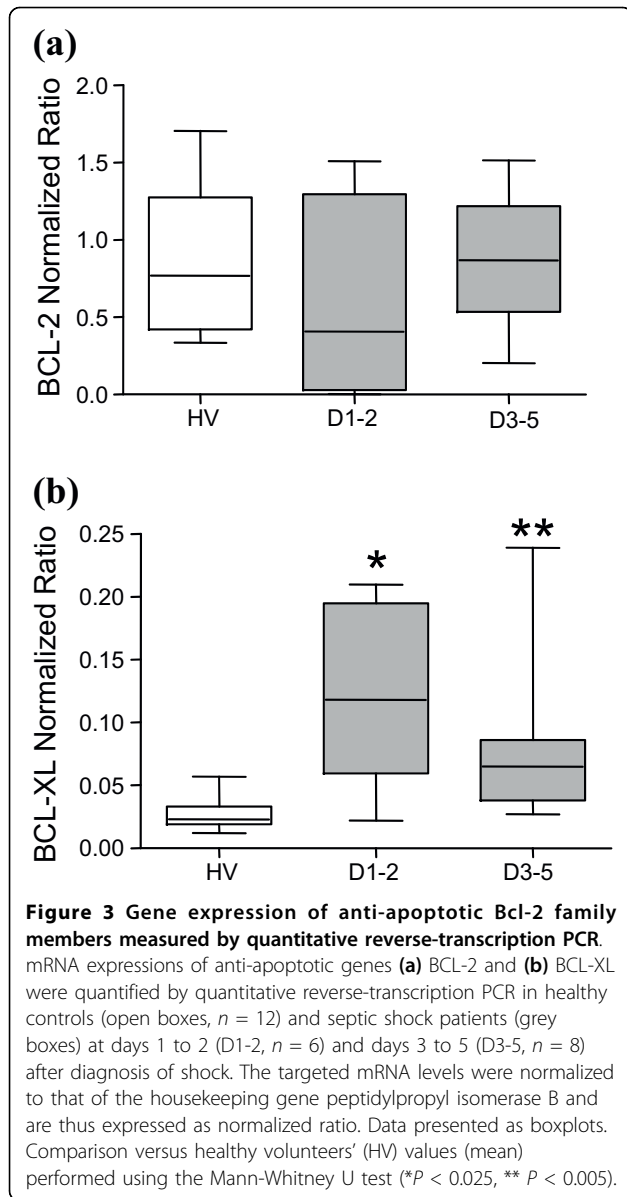 (a)
2.0
1.5
1.0
0.5
0.0
BCL-2 Normalized Ratio
HV D1-2 D3-5
(b)
0.25
0.20
0.15
0.10
0.05
0.00
BCL-XL Normalized Ratio
* **
HV D1-2 D3-5
Figure 3 Gene expression of anti-apoptotic Bcl-2 family
members measured by quantitative reverse-transcription PCR.
mRNA expressions of anti-apoptotic genes (a) BCL-2 and (b) BCL-XL
were quantified by quantitative reverse-transcription PCR in healthy
controls (open boxes, n = 12) and septic shock patients (grey
boxes) at days 1 to 2 (D1-2, n = 6) and days 3 to 5 (D3-5, n = 8)
after diagnosis of shock. The targeted mRNA levels were normalized
to that of the housekeeping gene peptidylpropyl isomerase B and
are thus expressed as normalized ratio. Data presented as boxplots.
Comparison versus healthy volunteers' (HV) values (mean)
performed using the Mann-Whitney U test (*P < 0.025, ** P < 0.005).